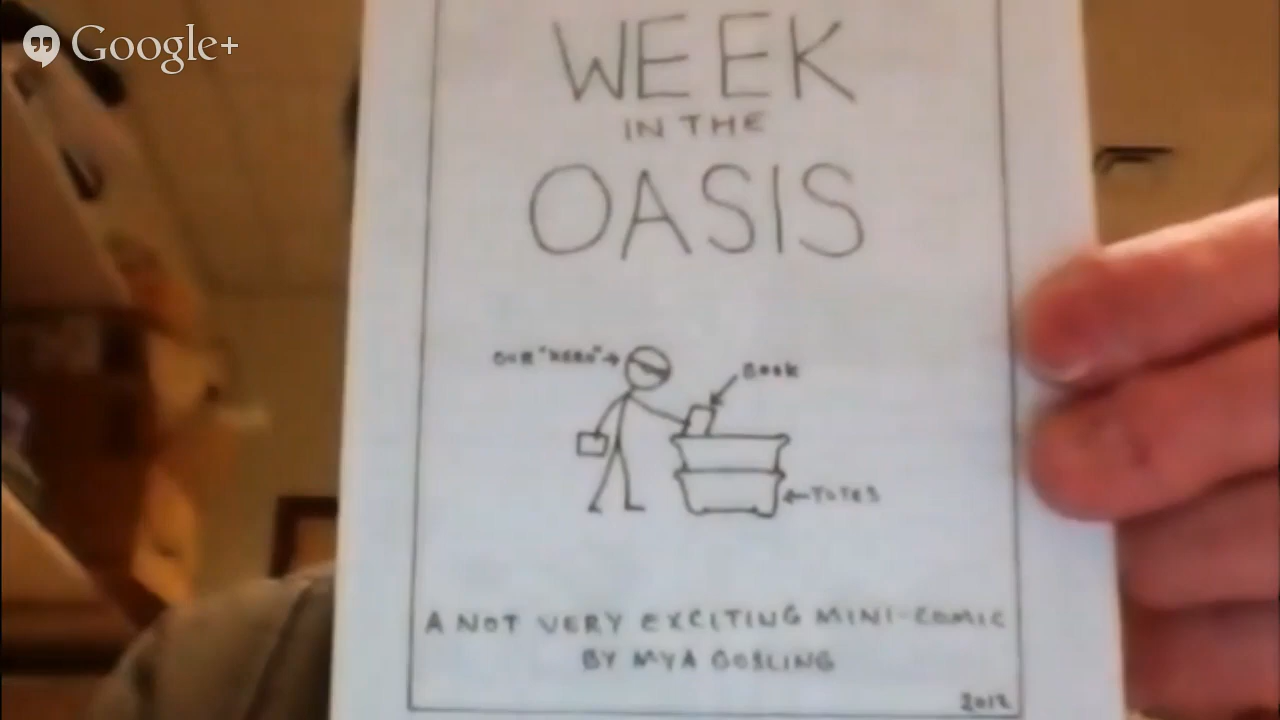 Google+
WEEK
IN THE
OASIS
OUR "HERO"
BOOK
TOTES
A NOT VERY EXCITING MINI-COMIC
BY MYA GOSLING
2012